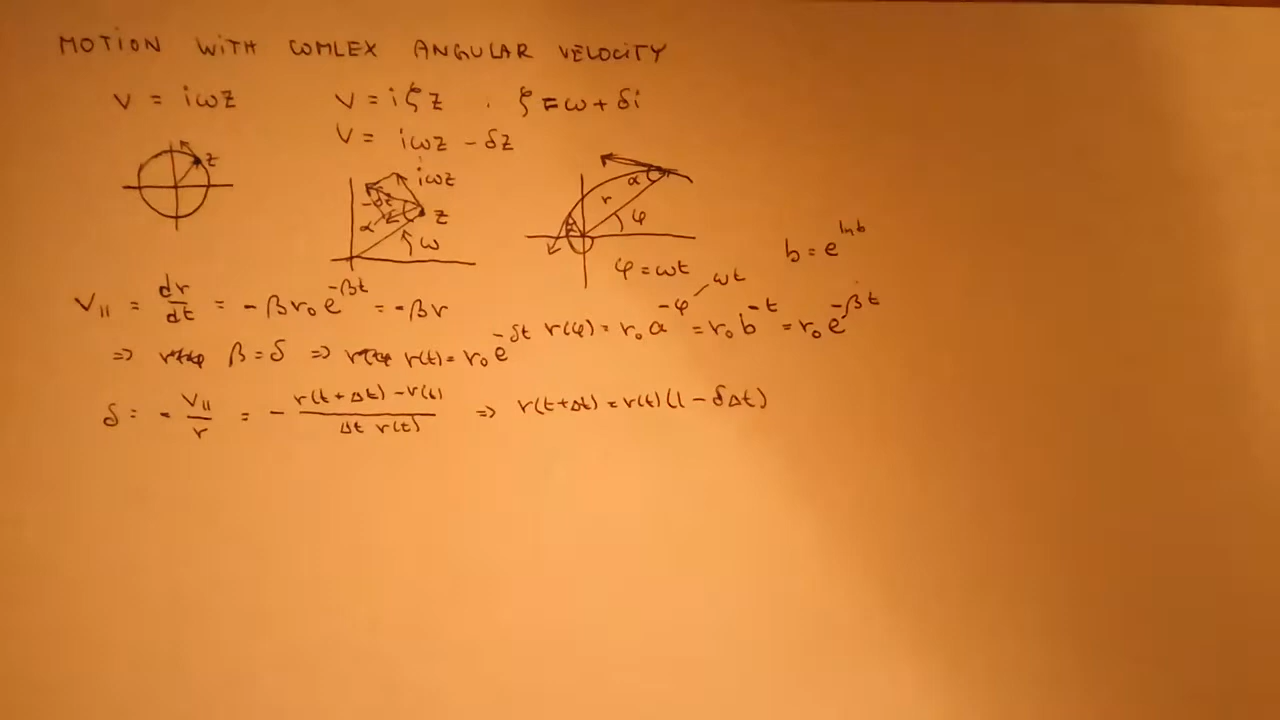 MOTION WITH COMLEX ANGULAR VELOCITY
v = iωz
v = iζz , ζ = ω + δi
v = iωz - δz
z
iωz
-δz
α
z
ω
α
r
φ
φ = ωt
b = e^{ln b}
v_{||} = dr/dt = -βr₀e^{-βt} = -βr
r(φ) = r₀a^{-φ} = r₀b^{-t} = r₀e^{-βt}
ωt
⇒ β = δ ⇒ r(t) = r₀e^{-δt}
δ = - v_{||}/r = - (r(t + Δt) - r(t))/(Δt r(t)) ⇒ r(t+Δt) = r(t)(1 - δΔt)